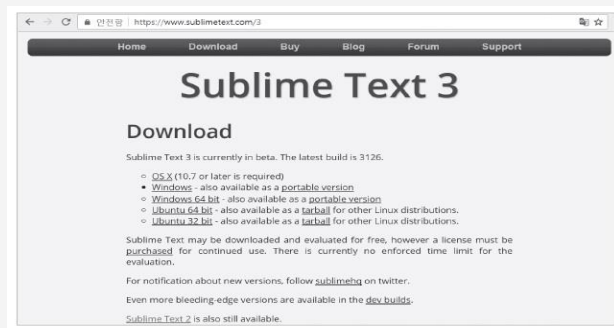 안전함 | https://www.sublimetext.com/3
Home Download Buy Blog Forum Support
Sublime Text 3
Download
Sublime Text 3 is currently in beta. The latest build is 3126.
OS X (10.7 or later is required)
Windows - also available as a portable version
Windows 64 bit - also available as a portable version
Ubuntu 64 bit - also available as a tarball for other Linux distributions.
Ubuntu 32 bit - also available as a tarball for other Linux distributions.
Sublime Text may be downloaded and evaluated for free, however a license must be
purchased for continued use. There is currently no enforced time limit for the
evaluation.
For notification about new versions, follow sublimehq on twitter.
Even more bleeding-edge versions are available in the dev builds.
Sublime Text 2 is also still available.